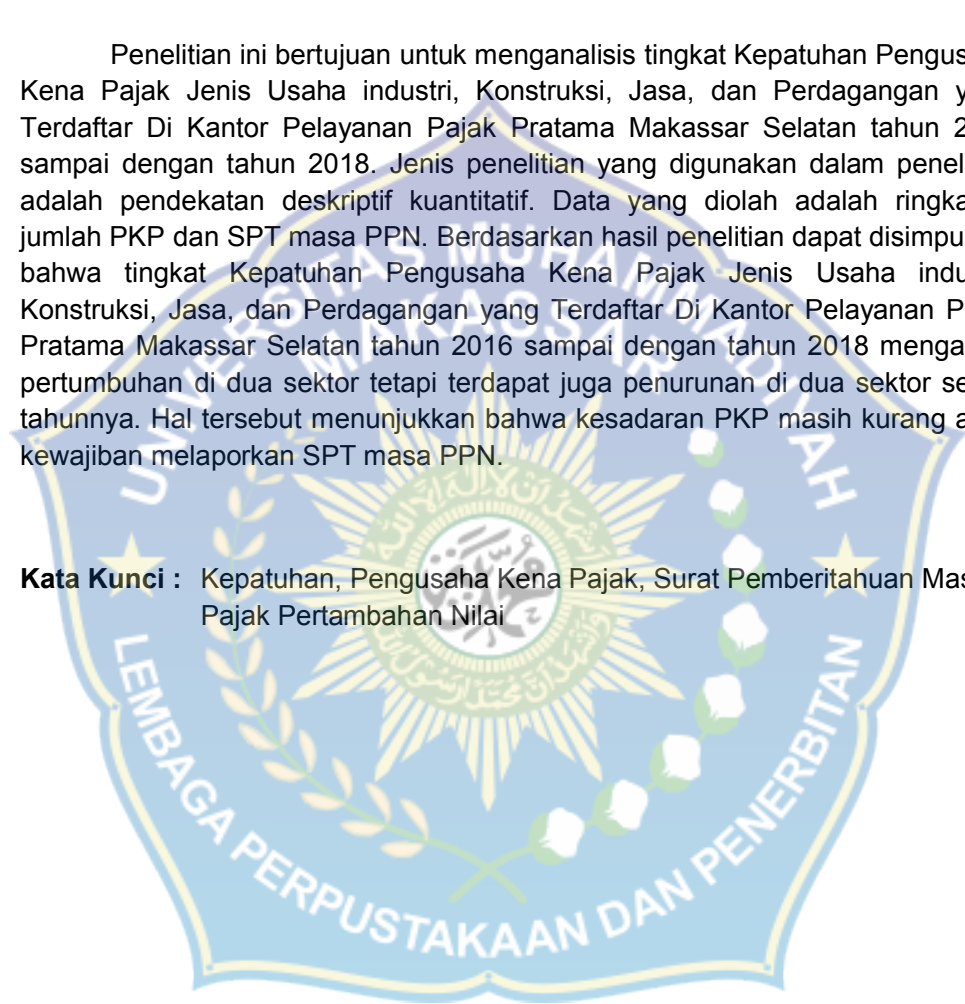 Penelitian ini bertujuan untuk menganalisis tingkat Kepatuhan Pengus
Kena Pajak Jenis Usaha industri, Konstruksi, Jasa, dan Perdagangan y
Terdaftar Di Kantor Pelayanan Pajak Pratama Makassar Selatan tahun 2
sampai dengan tahun 2018. Jenis penelitian yang digunakan dalam penel
adalah pendekatan deskriptif kuantitatif. Data yang diolah adalah ringka
jumlah PKP dan SPT masa PPN. Berdasarkan hasil penelitian dapat disimpu
bahwa tingkat Kepatuhan Pengusaha Kena Pajak Jenis Usaha indu
Konstruksi, Jasa, dan Perdagangan yang Terdaftar Di Kantor Pelayanan P
Pratama Makassar Selatan tahun 2016 sampai dengan tahun 2018 menga
pertumbuhan di dua sektor tetapi terdapat juga penurunan di dua sektor se
tahunnya. Hal tersebut menunjukkan bahwa kesadaran PKP masih kurang a
kewajiban melaporkan SPT masa PPN.
Kata Kunci : Kepatuhan, Pengusaha Kena Pajak, Surat Pemberitahuan Mas
Pajak Pertambahan Nilai
UNIVERSITAS MUHAMMADIYAH
MAKASSAR
LEMBAGA PERPUSTAKAAN DAN PENERBITAN